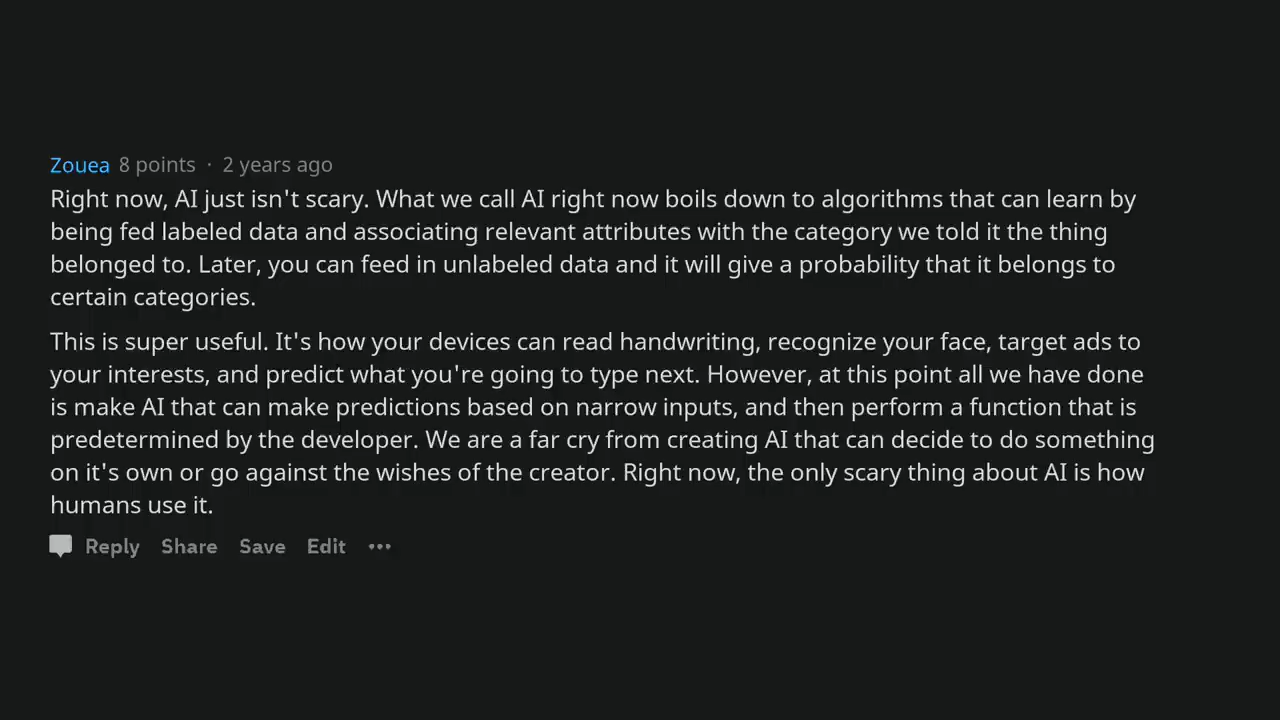 Zouea 8 points · 2 years ago
Right now, AI just isn't scary. What we call AI right now boils down to algorithms that can learn by
being fed labeled data and associating relevant attributes with the category we told it the thing
belonged to. Later, you can feed in unlabeled data and it will give a probability that it belongs to
certain categories.
This is super useful. It's how your devices can read handwriting, recognize your face, target ads to
your interests, and predict what you're going to type next. However, at this point all we have done
is make AI that can make predictions based on narrow inputs, and then perform a function that is
predetermined by the developer. We are a far cry from creating AI that can decide to do something
on it's own or go against the wishes of the creator. Right now, the only scary thing about AI is how
humans use it.
Reply Share Save Edit •••